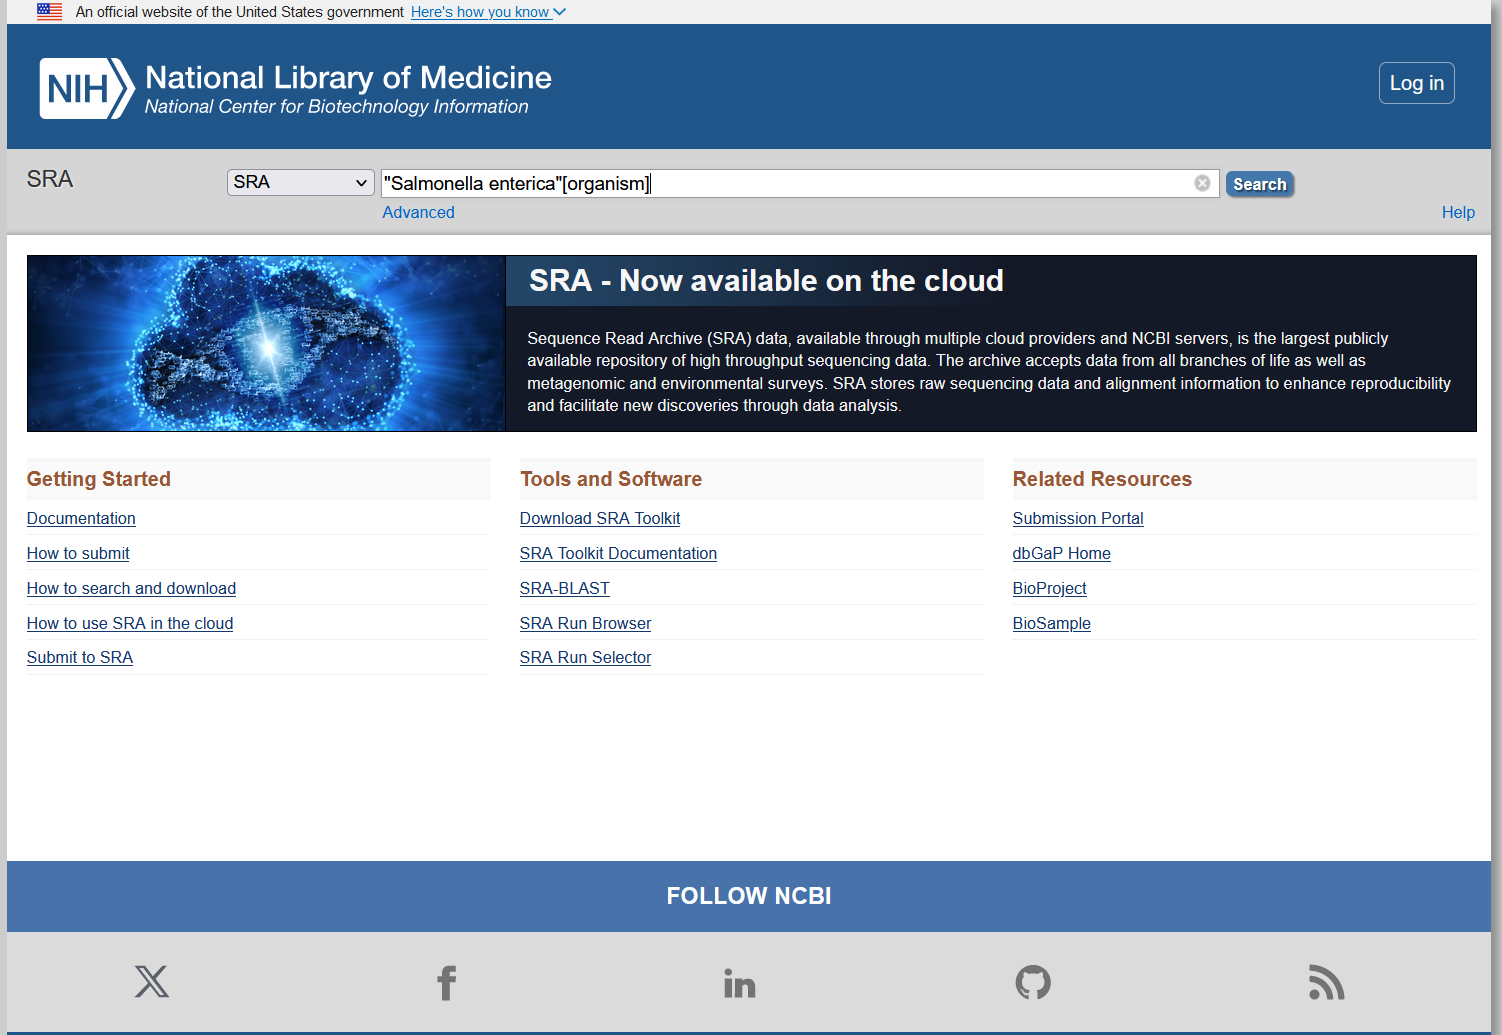 An official website of the United States government Here's how you know
NIH National Library of Medicine
National Center for Biotechnology Information
Log in
SRA
SRA
"Salmonella enterica"[organism]
Search
Advanced
Help
SRA - Now available on the cloud
Sequence Read Archive (SRA) data, available through multiple cloud providers and NCBI servers, is the largest publicly
available repository of high throughput sequencing data. The archive accepts data from all branches of life as well as
metagenomic and environmental surveys. SRA stores raw sequencing data and alignment information to enhance reproducibility
and facilitate new discoveries through data analysis.
Getting Started
Documentation
How to submit
How to search and download
How to use SRA in the cloud
Submit to SRA
Tools and Software
Download SRA Toolkit
SRA Toolkit Documentation
SRA-BLAST
SRA Run Browser
SRA Run Selector
Related Resources
Submission Portal
dbGaP Home
BioProject
BioSample
FOLLOW NCBI